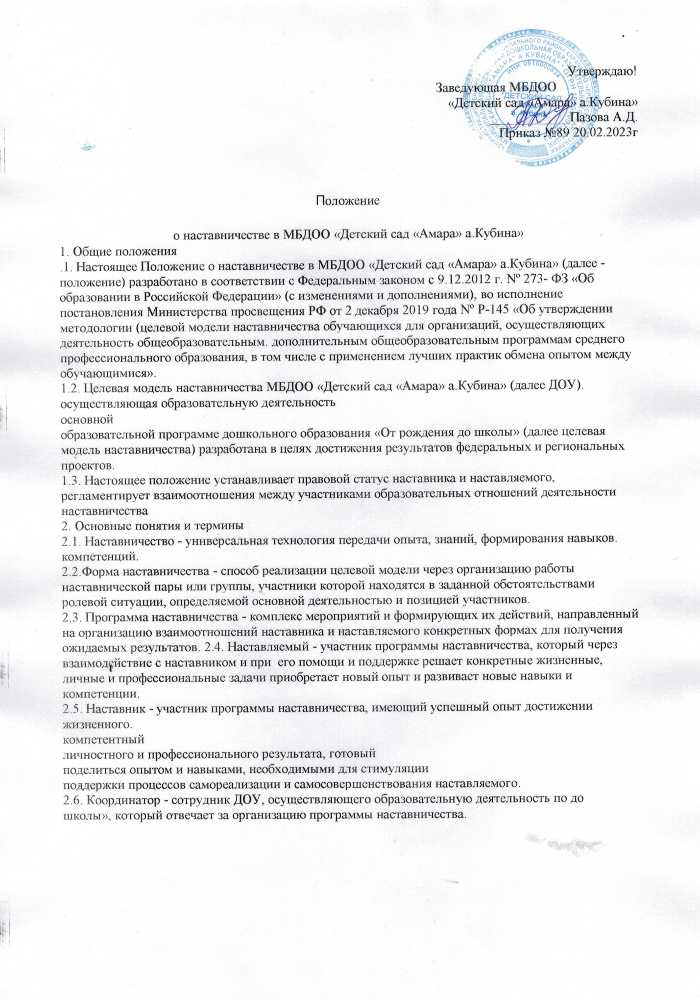 Утверждаю!
Заведующая МБДОО
«Детский сад «Амара» а.Кубина»
Пазова А.Д.
Приказ №89 20.02.2023г
ИНН 0916000834
"ДЕТСКИЙ САД
Положение
о наставничестве в МБДОО «Детский сад «Амара» а.Кубина»
1. Общие положения
.1. Настоящее Положение о наставничестве в МБДОО «Детский сад «Амара» а.Кубина» (далее -
положение) разработано в соответствии с Федеральным законом с 9.12.2012 г. Nº 273- ФЗ «Об
образовании в Российской Федерации» (с изменениями и дополнениями), во исполнение
постановления Министерства просвещения РФ от 2 декабря 2019 года Nº Р-145 «Об утверждении
методологии (целевой модели наставничества обучающихся для организаций, осуществляющих
деятельность общеобразовательным. дополнительным общеобразовательным программам среднего
профессионального образования, в том числе с применением лучших практик обмена опытом между
обучающимися».
1.2. Целевая модель наставничества МБДОО «Детский сад «Амара» а.Кубина» (далее ДОУ).
осуществляющая образовательную деятельность
основной
образовательной программе дошкольного образования «От рождения до школы» (далее целевая
модель наставничества) разработана в целях достижения результатов федеральных и региональных
проектов.
1.3. Настоящее положение устанавливает правовой статус наставника и наставляемого,
регламентирует взаимоотношения между участниками образовательных отношений деятельности
наставничества
2. Основные понятия и термины
2.1. Наставничество - универсальная технология передачи опыта, знаний, формирования навыков.
компетенций.
2.2.Форма наставничества - способ реализации целевой модели через организацию работы
наставнической пары или группы, участники которой находятся в заданной обстоятельствами
ролевой ситуации, определяемой основной деятельностью и позицией участников.
2.3. Программа наставничества - комплекс мероприятий и формирующих их действий, направленный
на организацию взаимоотношений наставника и наставляемого конкретных формах для получения
ожидаемых результатов. 2.4. Наставляемый - участник программы наставничества, который через
взаимодействие с наставником и при его помощи и поддержке решает конкретные жизненные,
личные и профессиональные задачи приобретает новый опыт и развивает новые навыки и
компетенции.
2.5. Наставник - участник программы наставничества, имеющий успешный опыт достижении
жизненного.
компетентный
личностного и профессионального результата, готовый
поделиться опытом и навыками, необходимыми для стимуляции
поддержки процессов самореализации и самосовершенствования наставляемого.
2.6. Координатор - сотрудник ДОУ, осуществляющего образовательную деятельность по до
школы», который отвечает за организацию программы наставничества.